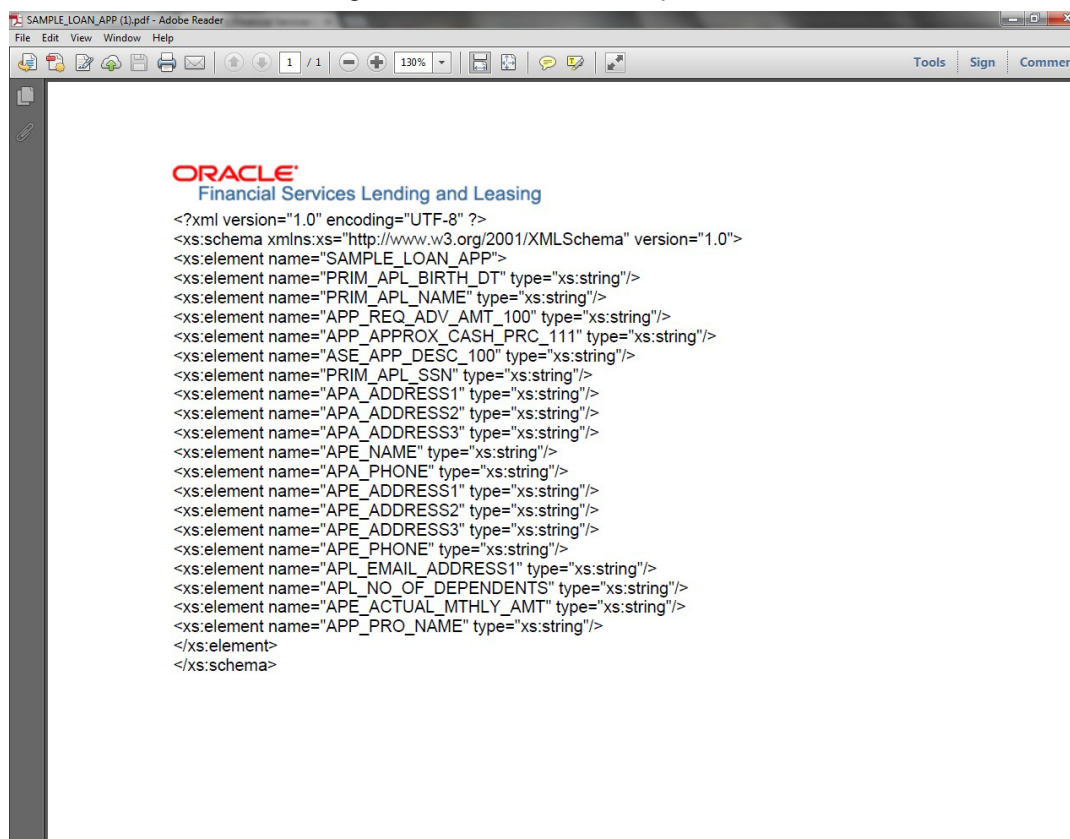 SAMPLE_LOAN_APP (1).pdf - Adobe Reader
File Edit View Window Help
1 / 1 130% Tools Sign Commen
ORACLE
Financial Services Lending and Leasing
<?xml version="1.0" encoding="UTF-8" ?>
<xs:schema xmlns:xs="http://www.w3.org/2001/XMLSchema" version="1.0">
<xs:element name="SAMPLE_LOAN_APP">
<xs:element name="PRIM_APL_BIRTH_DT" type="xs:string"/>
<xs:element name="PRIM_APL_NAME" type="xs:string"/>
<xs:element name="APP_REQ_ADV_AMT_100" type="xs:string"/>
<xs:element name="APP_APPROX_CASH_PRC_111" type="xs:string"/>
<xs:element name="ASE_APP_DESC_100" type="xs:string"/>
<xs:element name="PRIM_APL_SSN" type="xs:string"/>
<xs:element name="APA_ADDRESS1" type="xs:string"/>
<xs:element name="APA_ADDRESS2" type="xs:string"/>
<xs:element name="APA_ADDRESS3" type="xs:string"/>
<xs:element name="APE_NAME" type="xs:string"/>
<xs:element name="APA_PHONE" type="xs:string"/>
<xs:element name="APE_ADDRESS1" type="xs:string"/>
<xs:element name="APE_ADDRESS2" type="xs:string"/>
<xs:element name="APE_ADDRESS3" type="xs:string"/>
<xs:element name="APE_PHONE" type="xs:string"/>
<xs:element name="APL_EMAIL_ADDRESS1" type="xs:string"/>
<xs:element name="APL_NO_OF_DEPENDENTS" type="xs:string"/>
<xs:element name="APE_ACTUAL_MTHLY_AMT" type="xs:string"/>
<xs:element name="APP_PRO_NAME" type="xs:string"/>
</xs:element>
</xs:schema>